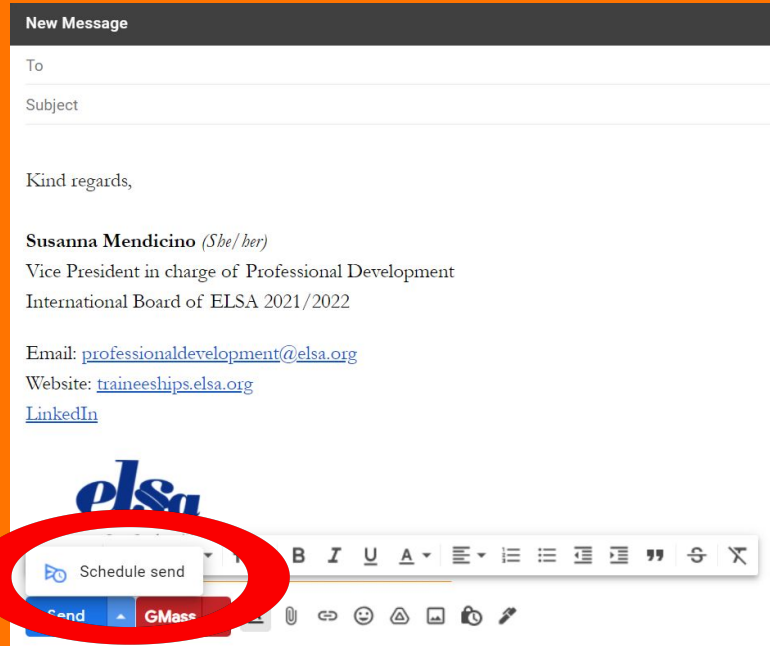 New Message
To
Subject
Kind regards,
Susanna Mendicino (She/her)
Vice President in charge of Professional Development
International Board of ELSA 2021/2022
Email: professionaldevelopment@elsa.org
Website: traineeships.elsa.org
LinkedIn
elsa
B I U A
Schedule send
Send GMass